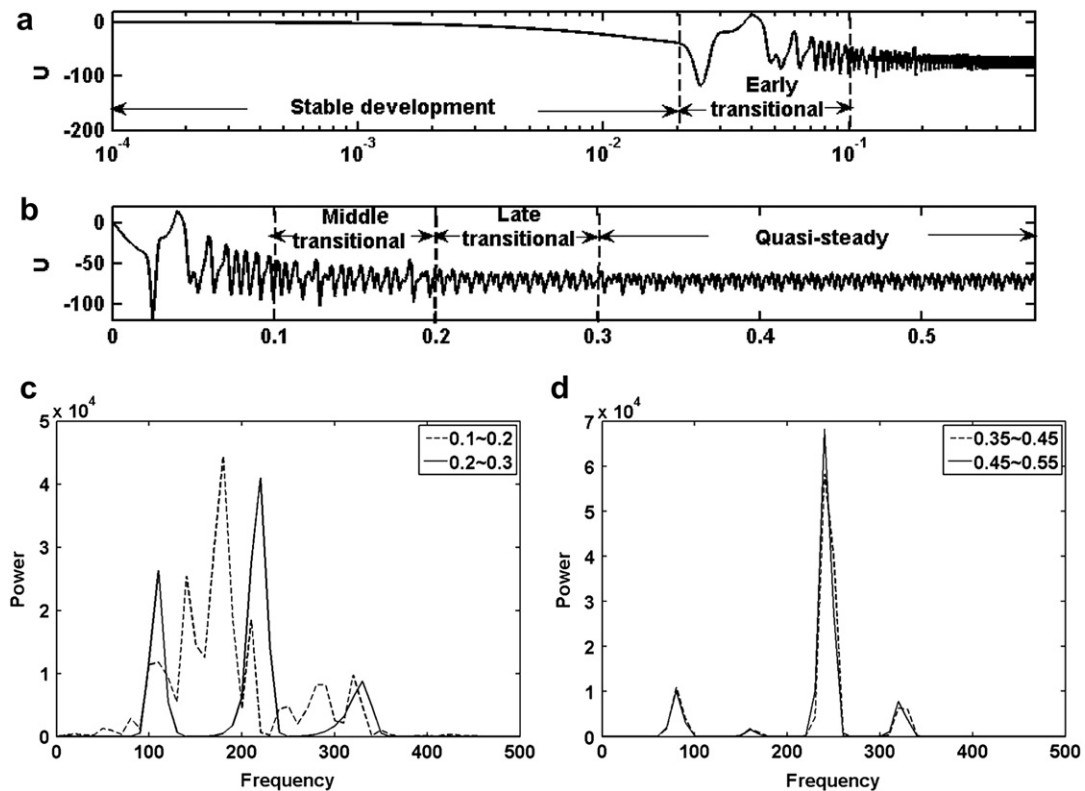 a
U
0
-100
-200
Stable development
Early
transitional
10-4
10-3
10-2
10-1
b
U
0
-50
-100
Middle
transitional
Late
transitional
Quasi-steady
0
0.1
0.2
0.3
0.4
0.5
c
x 10 4
5
4
3
2
1
0
Power
0.1~0.2
0.2~0.3
0
100
200
300
400
500
Frequency
d
x 10 4
7
6
5
4
3
2
1
0
Power
0.35~0.45
0.45~0.55
0
100
200
300
400
500
Frequency